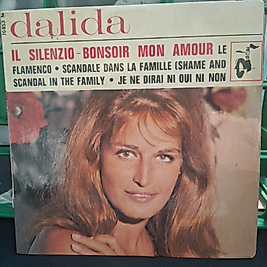 dalida
IL SILENZIO - BONSOIR MON AMOUR LE
FLAMENCO • SCANDALE DANS LA FAMILLE (SHAME AND
SCANDAL IN THE FAMILY • JE NE DIRAI NI OUI NI NON